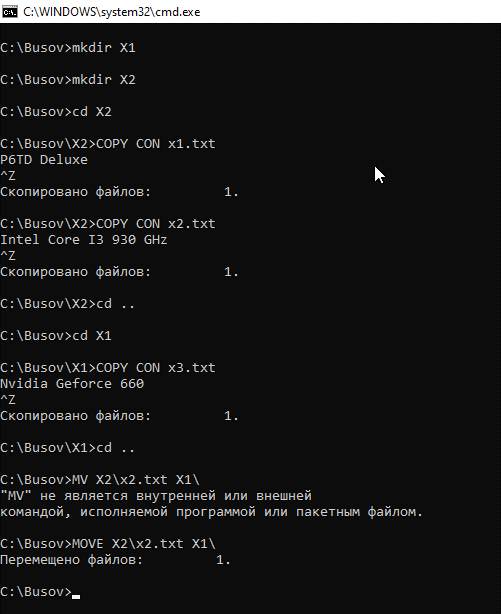 C:\WINDOWS\system32\cmd.exe
C:\Busov>mkdir X1
C:\Busov>mkdir X2
C:\Busov>cd X2
C:\Busov\X2>COPY CON x1.txt
P6TD Deluxe
^Z
Скопировано файлов:         1.
C:\Busov\X2>COPY CON x2.txt
Intel Core I3 930 GHz
^Z
Скопировано файлов:         1.
C:\Busov\X2>cd ..
C:\Busov>cd X1
C:\Busov\X1>COPY CON x3.txt
Nvidia Geforce 660
^Z
Скопировано файлов:         1.
C:\Busov\X1>cd ..
C:\Busov>MV X2\x2.txt X1\
"MV" не является внутренней или внешней
командой, исполняемой программой или пакетным файлом.
C:\Busov>MOVE X2\x2.txt X1\
Перемещено файлов:         1.
C:\Busov>